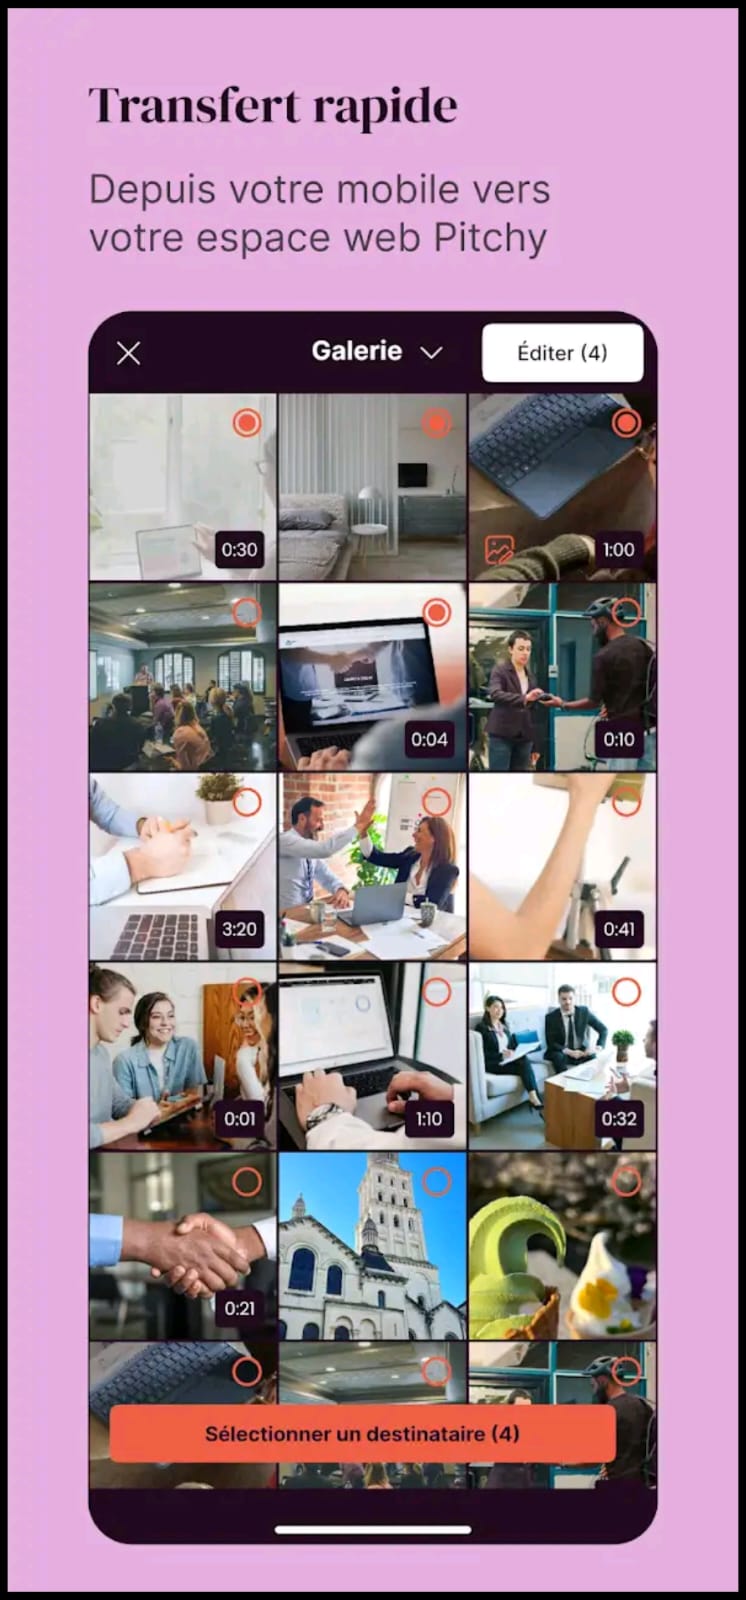 Transfert rapide
Depuis votre mobile vers
votre espace web Pitchy
Galerie
Éditer (4)
0:30
1:00
0:04
0:10
3:20
0:41
0:01
1:10
0:32
0:21
Sélectionner un destinataire (4)